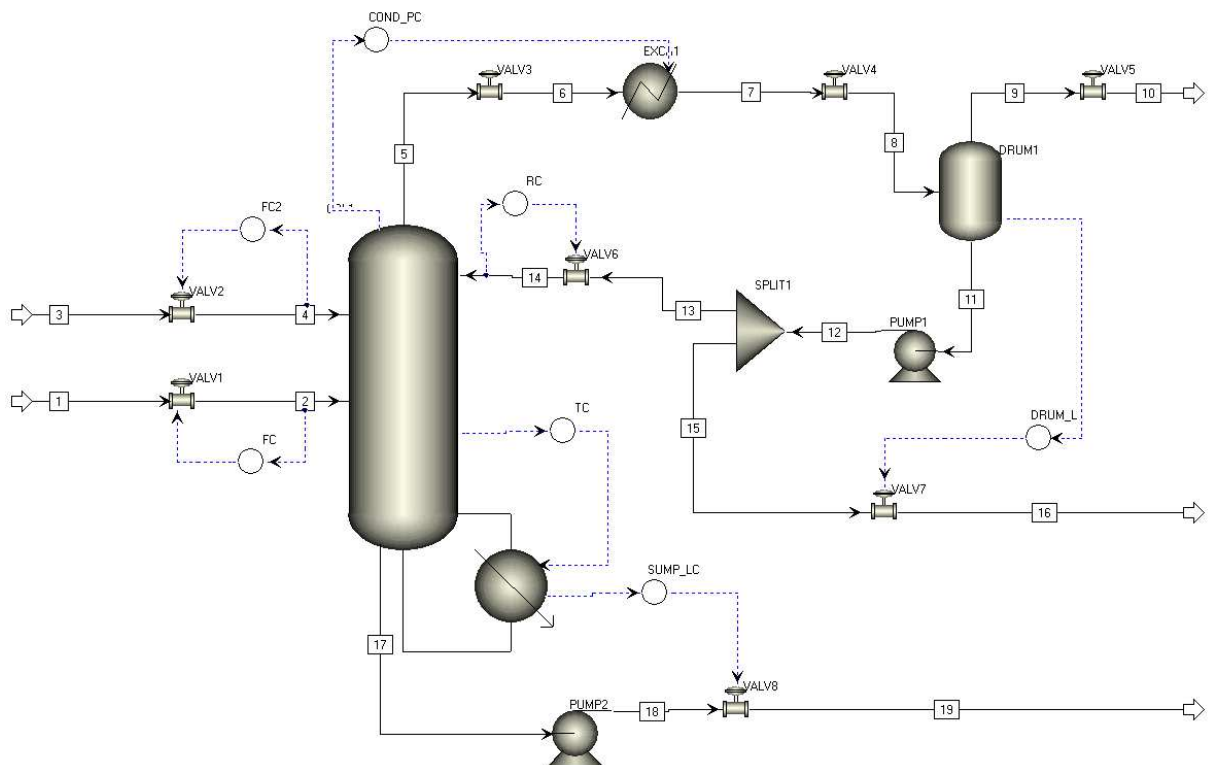 COND_PC
EXCH1
VALV3
VALV4
VALV5
6
7
9
10
5
8
DRUM1
RC
FC2
VALV6
VALV2
14
SPLIT1
3
4
13
11
12
PUMP1
VALV1
1
2
TC
15
DRUM_L
FC
VALV7
16
SUMP_LC
17
VALV8
PUMP2
18
19